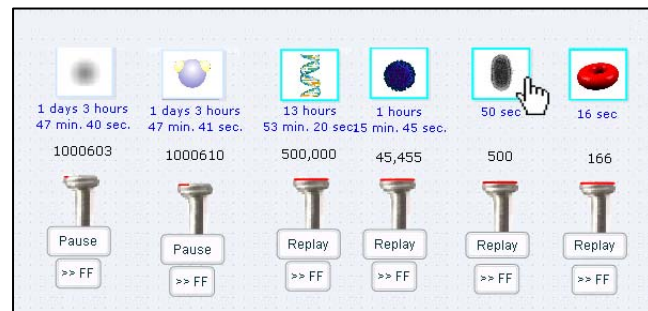 1 days 3 hours
47 min. 40 sec.
1 days 3 hours
47 min. 41 sec.
13 hours
53 min. 20 sec.
1 hours
15 min. 45 sec.
50 sec
16 sec
1000603
1000610
500,000
45,455
500
166
Pause
Pause
Replay
Replay
Replay
Replay
>> FF
>> FF
>> FF
>> FF
>> FF
>> FF